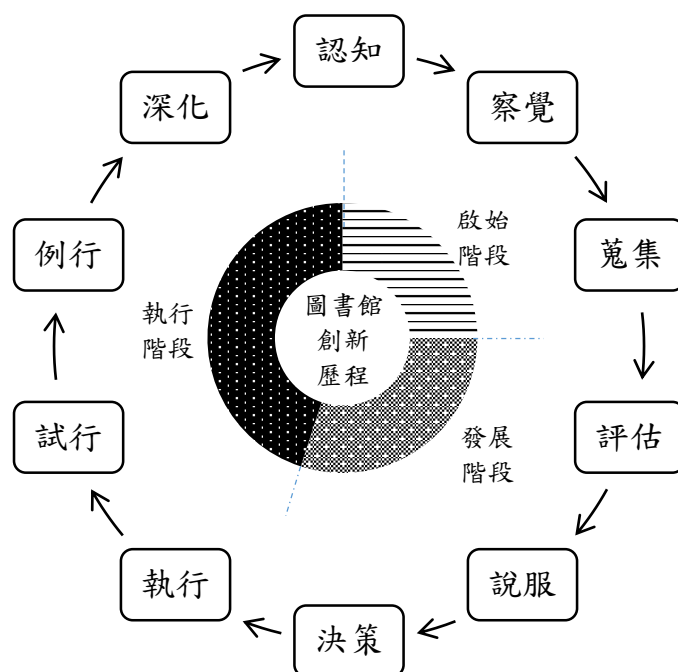 認知
察覺
蒐集
評估
說服
決策
執行
試行
例行
深化
啟始
階段
發展
階段
執行
階段
圖書館
創新
歷程